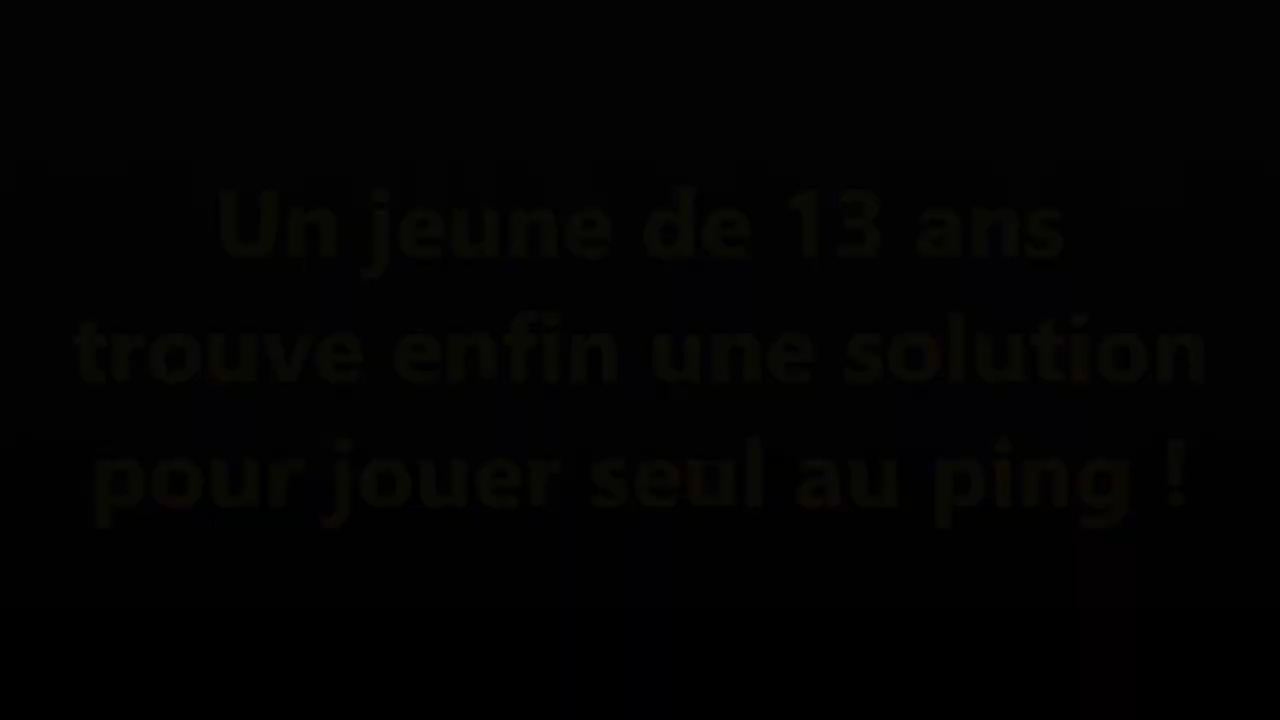 Un jeune de 13 ans
trouve enfin une solution
pour jouer seul au ping !